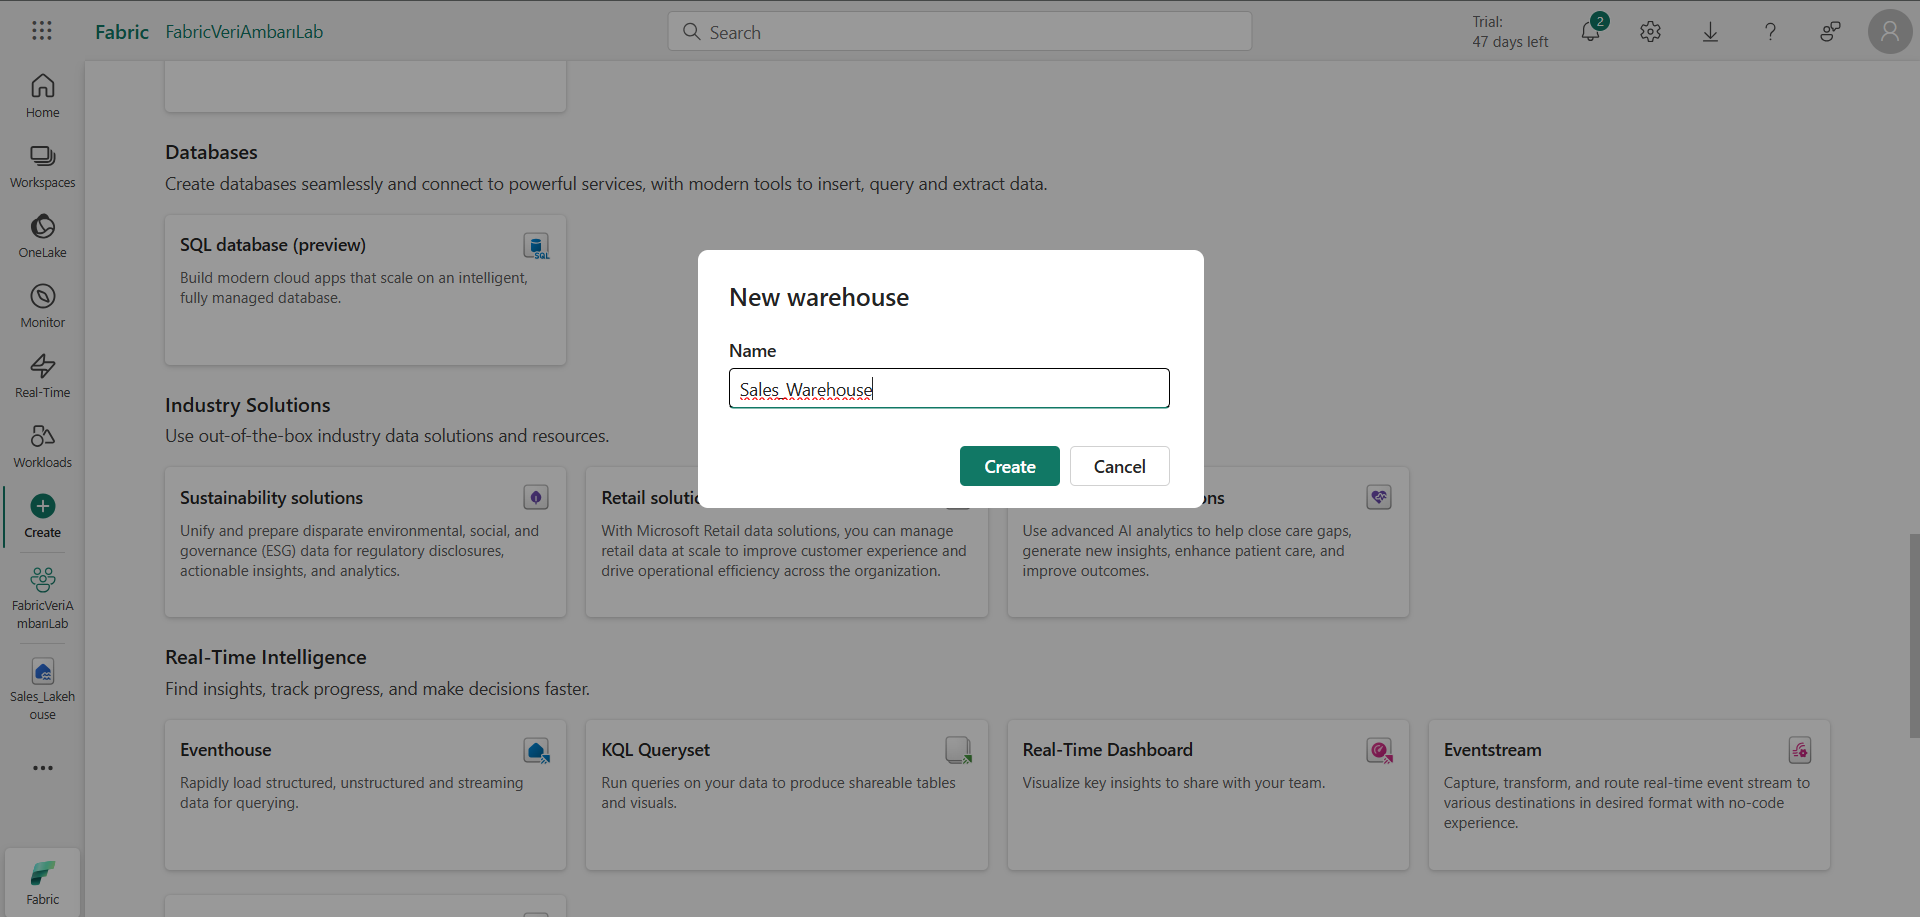 Fabric FabricVeriAmbarıLab
Search
Trial:
47 days left
2
Home
Workspaces
OneLake
Monitor
Real-Time
Workloads
Create
FabricVeriA
mbarıLab
Sales_Lakeh
ouse
Fabric
Databases
Create databases seamlessly and connect to powerful services, with modern tools to insert, query and extract data.
SQL database (preview)
SQL
Build modern cloud apps that scale on an intelligent,
fully managed database.
New warehouse
Name
Sales_Warehouse
Create Cancel
Industry Solutions
Use out-of-the-box industry data solutions and resources.
Sustainability solutions
Unify and prepare disparate environmental, social, and
governance (ESG) data for regulatory disclosures,
actionable insights, and analytics.
Retail soluti
With Microsoft Retail data solutions, you can manage
retail data at scale to improve customer experience and
drive operational efficiency across the organization.
ons
Use advanced AI analytics to help close care gaps,
generate new insights, enhance patient care, and
improve outcomes.
Real-Time Intelligence
Find insights, track progress, and make decisions faster.
Eventhouse
Rapidly load structured, unstructured and streaming
data for querying.
KQL Queryset
Run queries on your data to produce shareable tables
and visuals.
Real-Time Dashboard
Visualize key insights to share with your team.
Eventstream
Capture, transform, and route real-time event stream to
various destinations in desired format with no-code
experience.